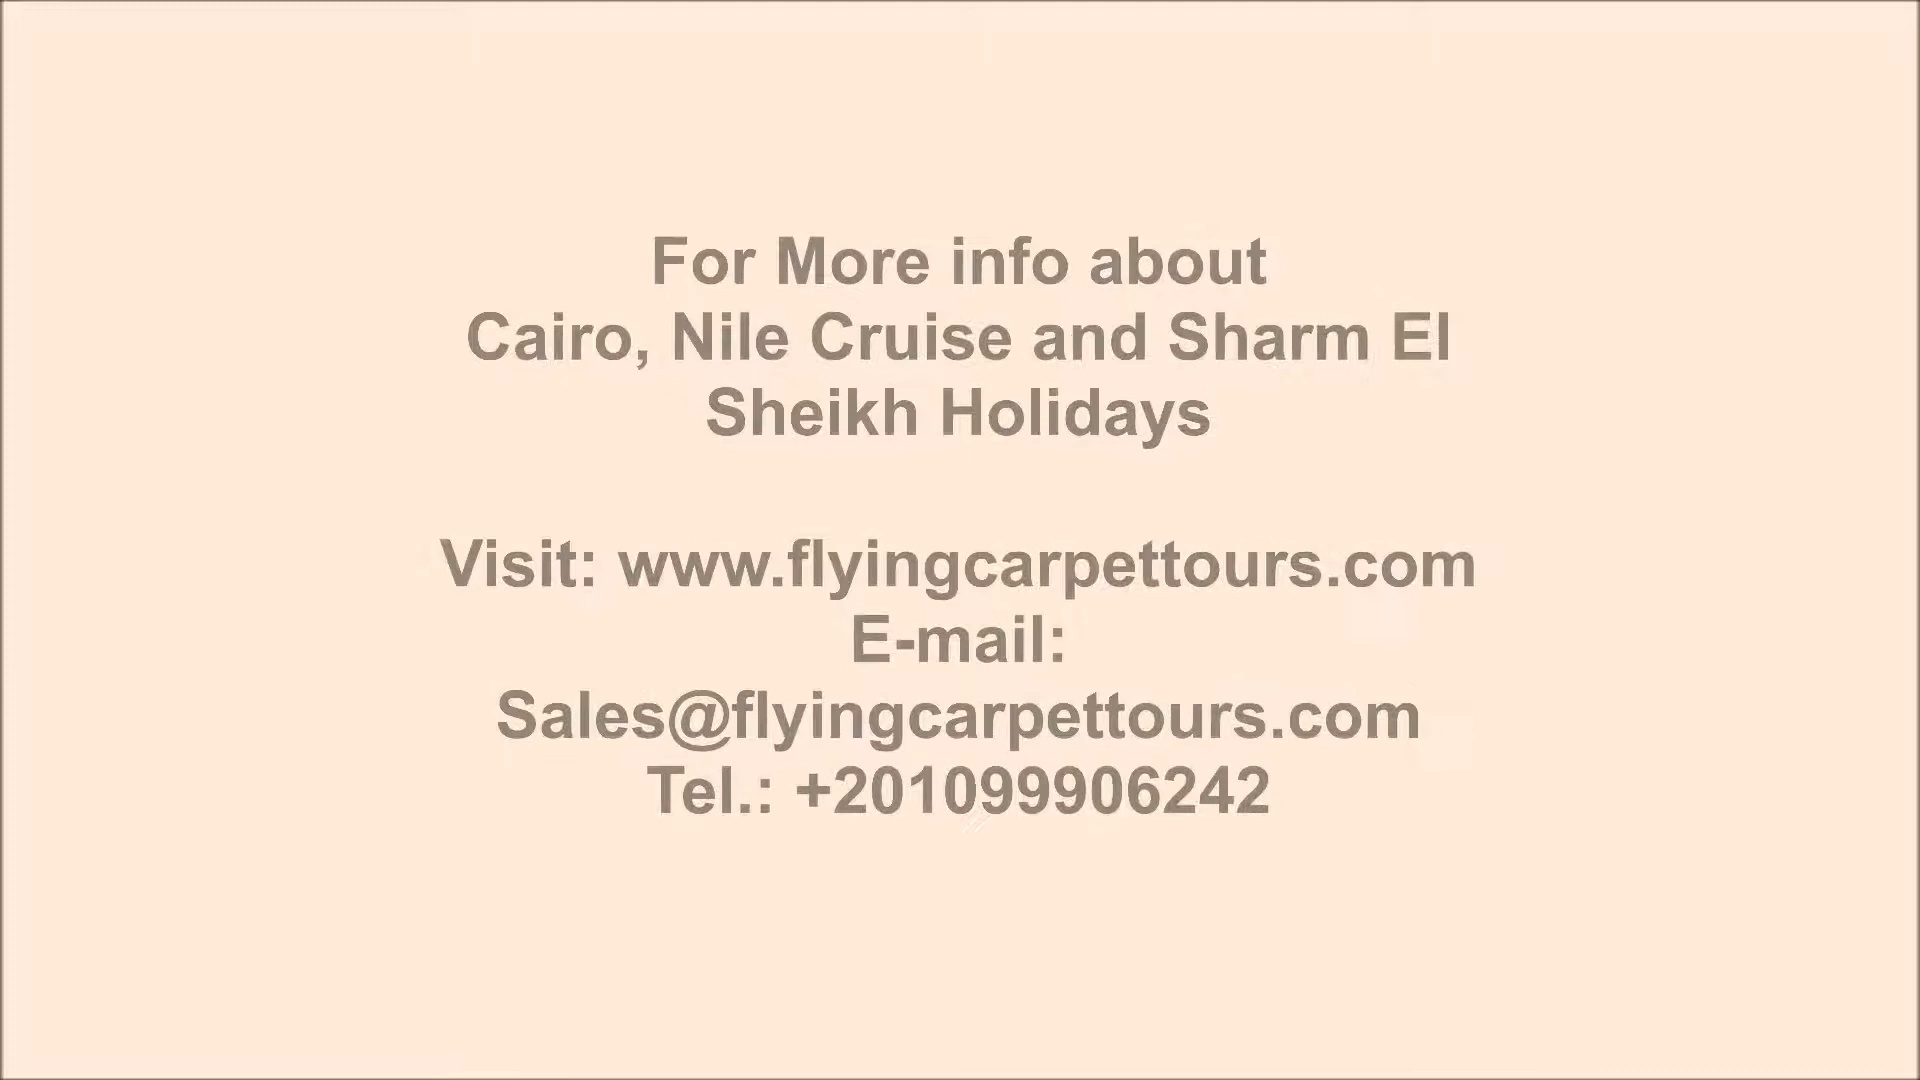 For More info about
Cairo, Nile Cruise and Sharm El
Sheikh Holidays
Visit: www.flyingcarpettours.com
E-mail:
Sales@flyingcarpettours.com
Tel.: +201099906242